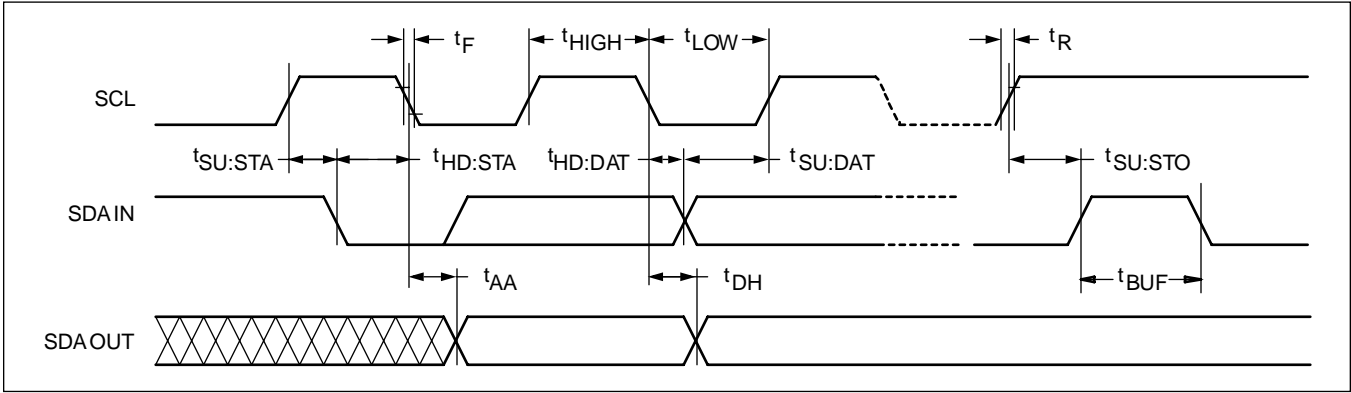 tF
tHIGH
tLOW
tR
SCL
tSU:STA
tHD:STA
tHD:DAT
tSU:DAT
tSU:STO
SDA IN
tAA
tDH
tBUF
SDA OUT